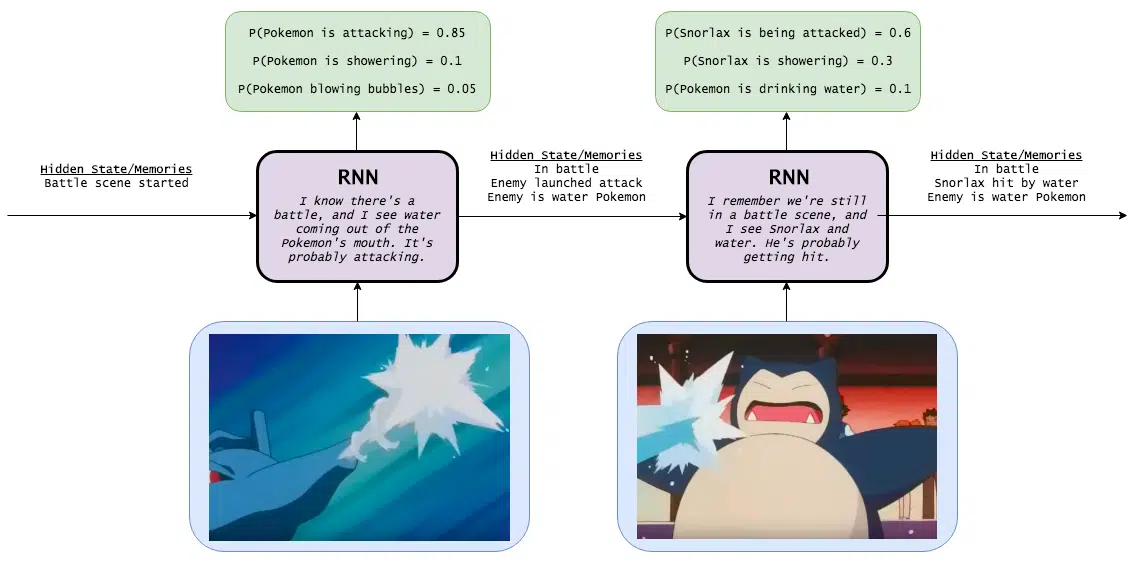 P(Pokemon is attacking) = 0.85
P(Pokemon is showering) = 0.1
P(Pokemon blowing bubbles) = 0.05
P(Snorlax is being attacked) = 0.6
P(Snorlax is showering) = 0.3
P(Pokemon is drinking water) = 0.1
Hidden State/Memories
Battle scene started
RNN
I know there's a
battle, and I see water
coming out of the
Pokemon's mouth. It's
probably attacking.
Hidden State/Memories
In battle
Enemy launched attack
Enemy is water Pokemon
RNN
I remember we're still
in a battle scene, and
I see Snorlax and
water. He's probably
getting hit.
Hidden State/Memories
In battle
Snorlax hit by water
Enemy is water Pokemon